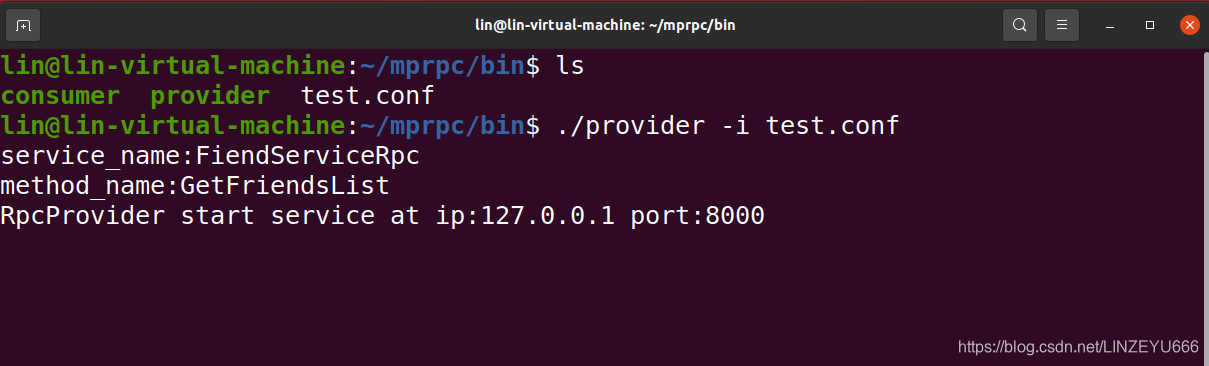 lin@lin-virtual-machine: ~/mprpc/bin
lin@lin-virtual-machine:~/mprpc/bin$ ls
consumer  provider  test.conf
lin@lin-virtual-machine:~/mprpc/bin$ ./provider -i test.conf
service_name:FiendServiceRpc
method_name:GetFriendsList
RpcProvider start service at ip:127.0.0.1 port:8000
https://blog.csdn.net/LINZEYU666